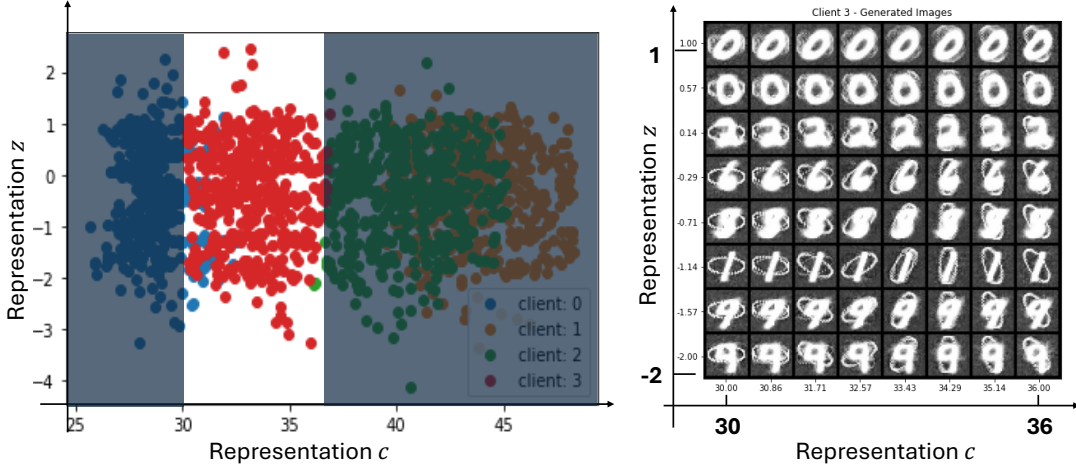 Representation z
2
1
0
−1
−2
−3
−4
25
30
35
40
45
Representation c
client: 0
client: 1
client: 2
client: 3
Client 3 - Generated Images
Representation z
1
-2
1.00
0.57
0.14
-0.29
-0.71
-1.14
-1.57
-2.00
30.00 30.86 31.71 32.57 33.43 34.29 35.14 36.00
30 36
Representation c